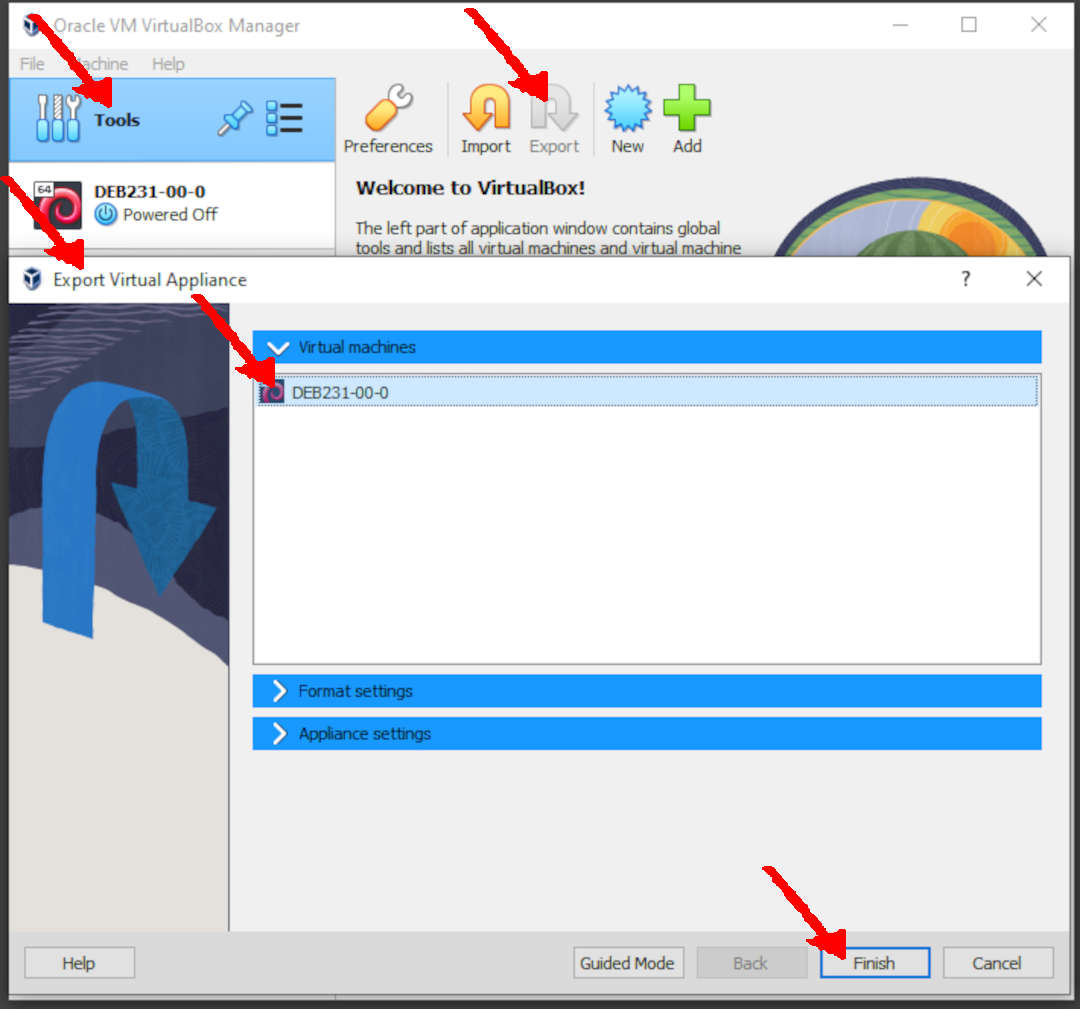 Oracle VM VirtualBox Manager
File Machine Help
Tools
Preferences Import Export New Add
64
DEB231-00-0
Powered Off
Welcome to VirtualBox!
The left part of application window contains global
tools and lists all virtual machines and virtual machine
Export Virtual Appliance
?
Virtual machines
DEB231-00-0
Format settings
Appliance settings
Help Guided Mode Back Finish Cancel